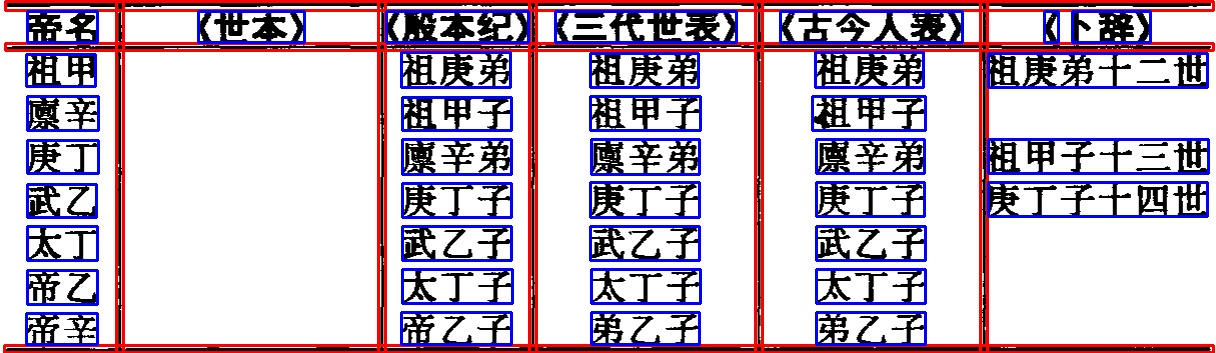 帝名 《世本》 《殷本纪》 《三代世表》 《古今人表》 《卜辞》
祖甲 祖庚弟 祖庚弟 祖庚弟 祖庚弟十二世
廪辛 祖甲子 祖甲子 祖甲子
庚丁 廪辛弟 廪辛弟 廪辛弟 祖甲子十三世
武乙 庚丁子 庚丁子 庚丁子 庚丁子十四世
太丁 武乙子 武乙子 武乙子
帝乙 太丁子 太丁子 太丁子
帝辛 帝乙子 弟乙子 弟乙子